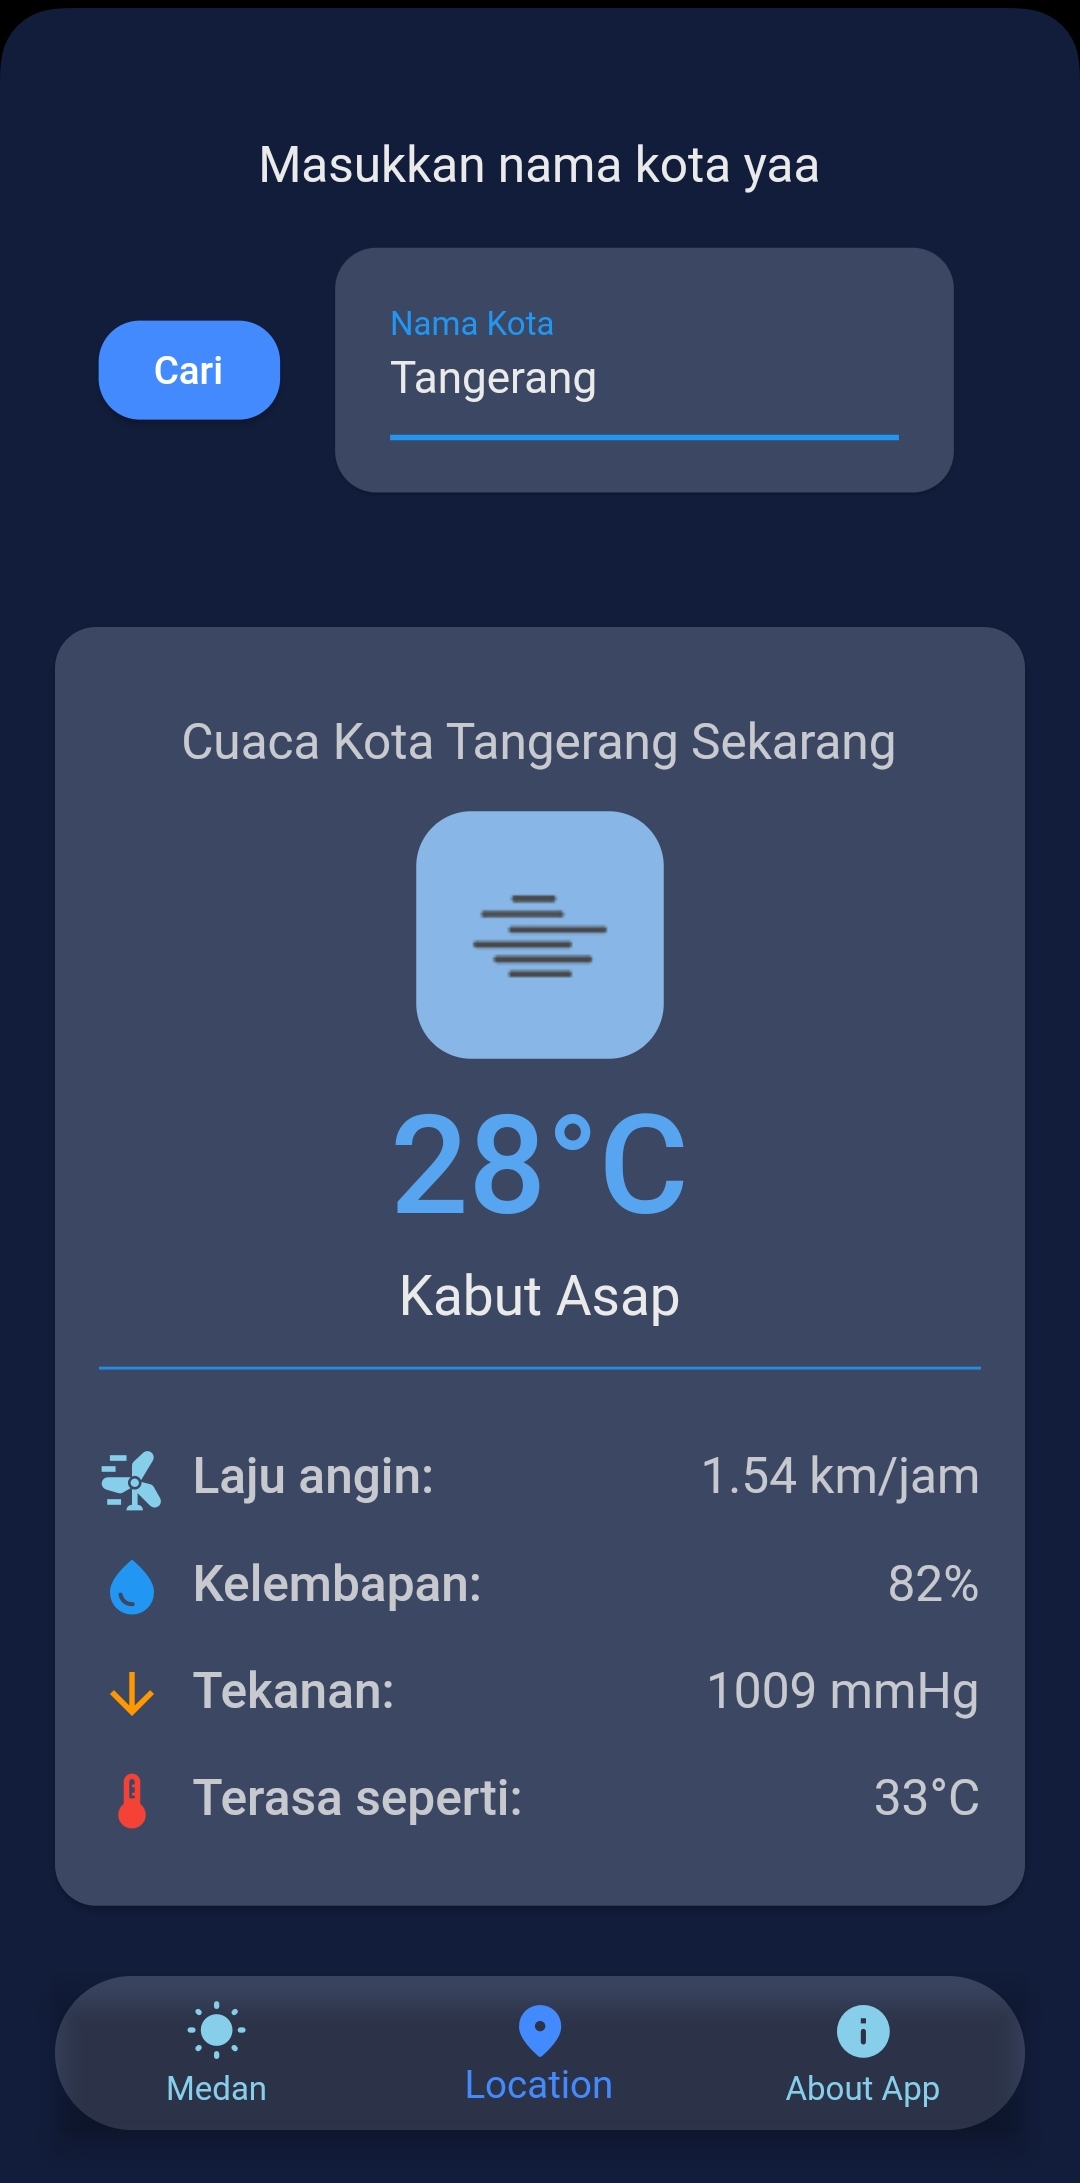 Masukkan nama kota yaa
Cari
Nama Kota
Tangerang
Cuaca Kota Tangerang Sekarang
28°C
Kabut Asap
Laju angin: 1.54 km/jam
Kelembapan: 82%
Tekanan: 1009 mmHg
Terasa seperti: 33°C
Medan
Location
About App